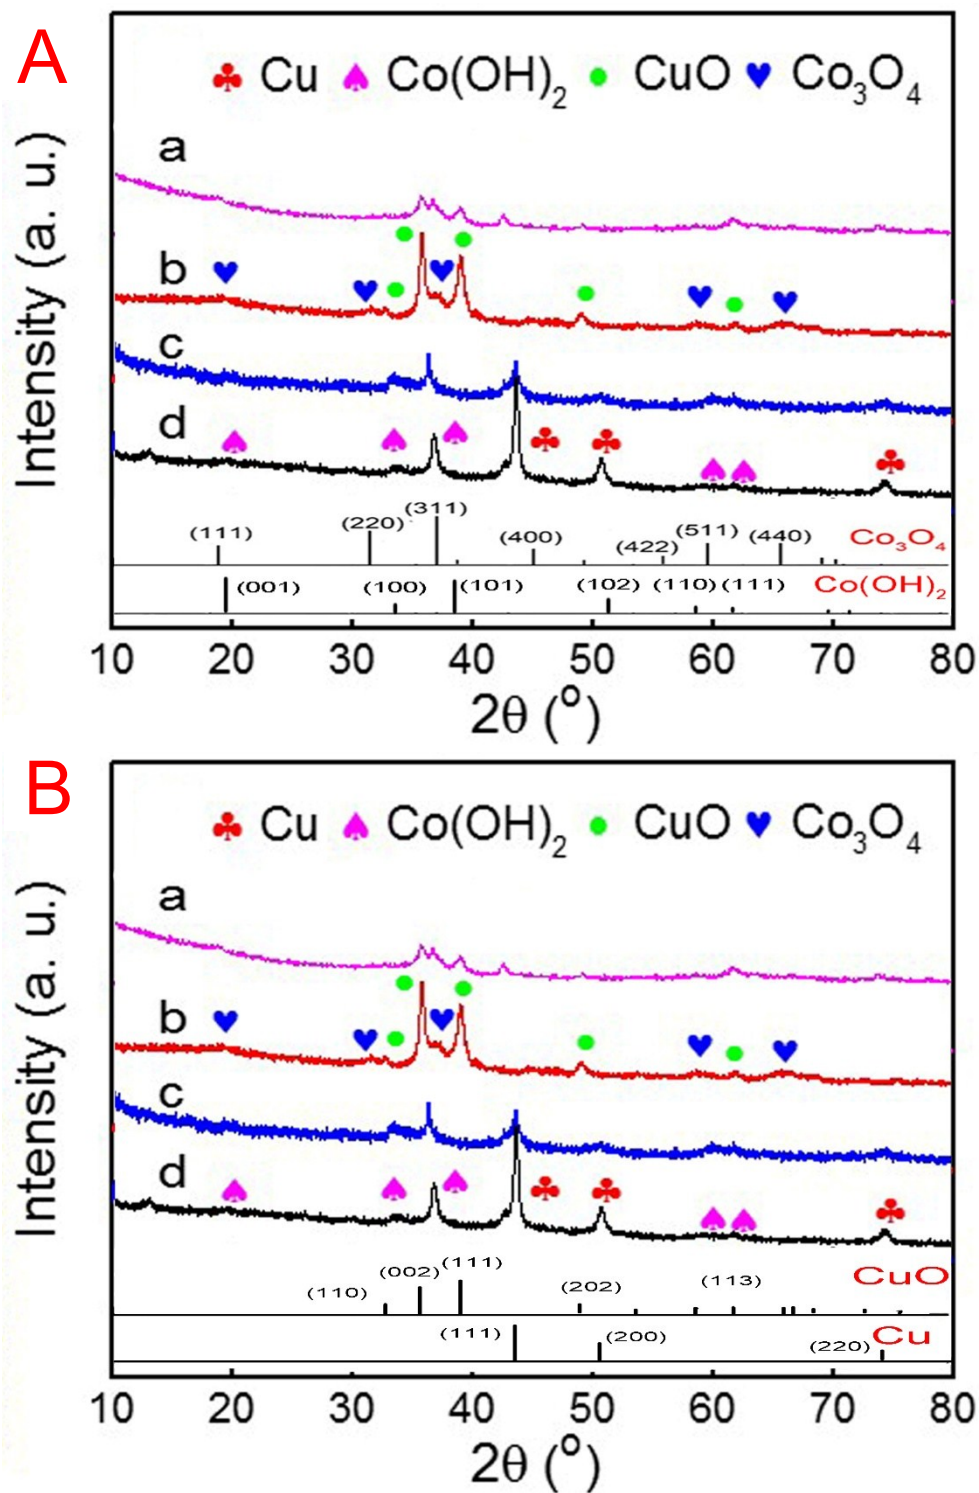 A
Cu Co(OH)₂ CuO Co₃O₄
Intensity (a. u.)
a
b
c
d
(111) (220) (311) (400) (422) (511) (440) Co₃O₄
(001) (100) (101) (102) (110) (111) Co(OH)₂
10 20 30 40 50 60 70 80
2θ (°)
B
Cu Co(OH)₂ CuO Co₃O₄
Intensity (a. u.)
a
b
c
d
(110) (002) (111) (202) (113) CuO
(111) (200) (220) Cu
10 20 30 40 50 60 70 80
2θ (°)